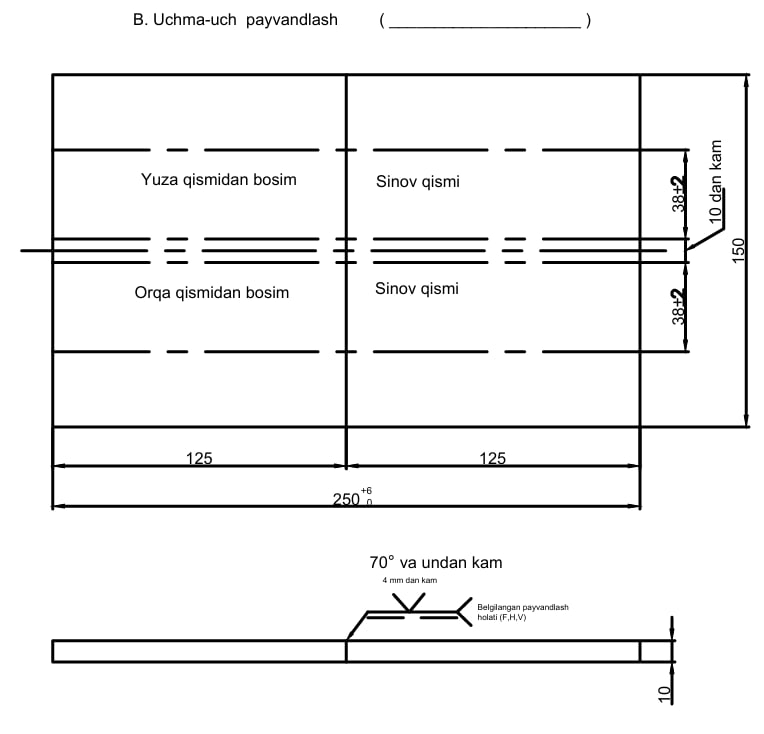 B. Uchma-uch payvandlash ( _____________________ )
Yuza qismidan bosim
Sinov qismi
38±2
10 dan kam
150
Orqa qismidan bosim
Sinov qismi
38±2
125
125
250 +6 0
70° va undan kam
4 mm dan kam
Belgilangan payvandlash
holati (F,H,V)
10